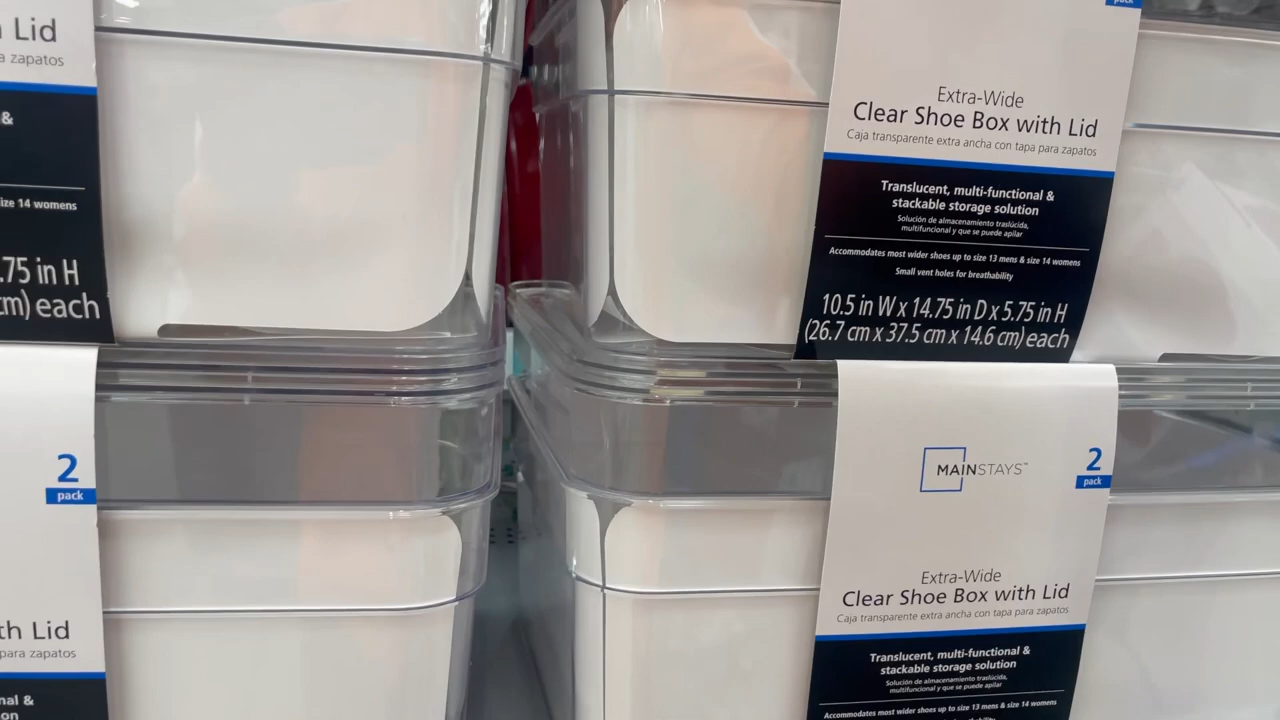 Lid
a zapatos
&
ize 14 womens
.75 in H
cm) each
pack
Extra-Wide
Clear Shoe Box with Lid
Caja transparente extra ancha con tapa para zapatos
Translucent, multi-functional &
stackable storage solution
Solución de almacenamiento traslúcida,
multifuncional y que se puede apilar
Accommodates most wider shoes up to size 13 mens & size 14 womens
Small vent holes for breathability
10.5 in W x 14.75 in D x 5.75 in H
(26.7 cm x 37.5 cm x 14.6 cm) each
2
pack
th Lid
para zapatos
nal &
on
MAINSTAYS™
2
pack
Extra-Wide
Clear Shoe Box with Lid
Caja transparente extra ancha con tapa para zapatos
Translucent, multi-functional &
stackable storage solution
Solución de almacenamiento traslúcida,
multifuncional y que se puede apilar
Accommodates most wider shoes up to size 13 mens & size 14 womens